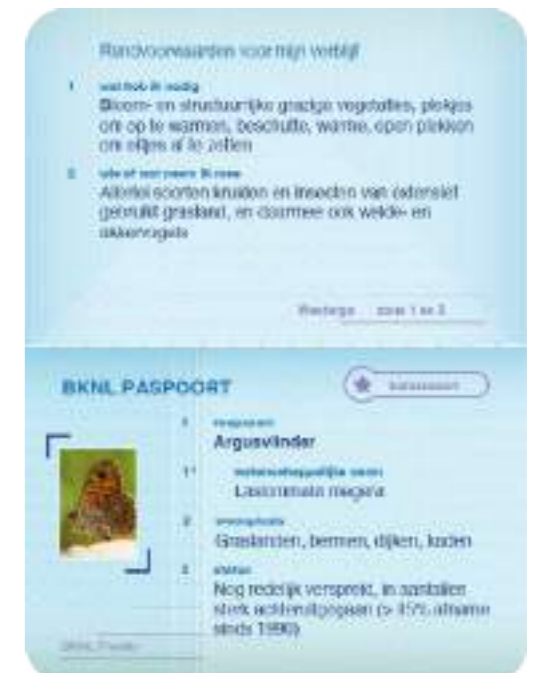 Randvoorwaarden voor mijn verblijf
1 wat heb ik nodig
Bloem- en structuurrijke grazige vegetaties, plekjes
om op te warmen, beschutte, warme, open plekken
om eitjes af te zetten
2 wie of wat neem ik mee
Allerlei soorten kruiden en insecten van extensief
gebruikt grasland, en daarmee ook weide- en
akkervogels
zone 1 en 2
BKNL PASPOORT
Argusvlinder
1* wetenschappelijke naam
Lasiommata megera
2
Graslanden, bermen, dijken, kaden
3 status
Nog redelijk verspreid, in aantallen
sterk achteruitgegaan (> 45% afname
sinds 1990)